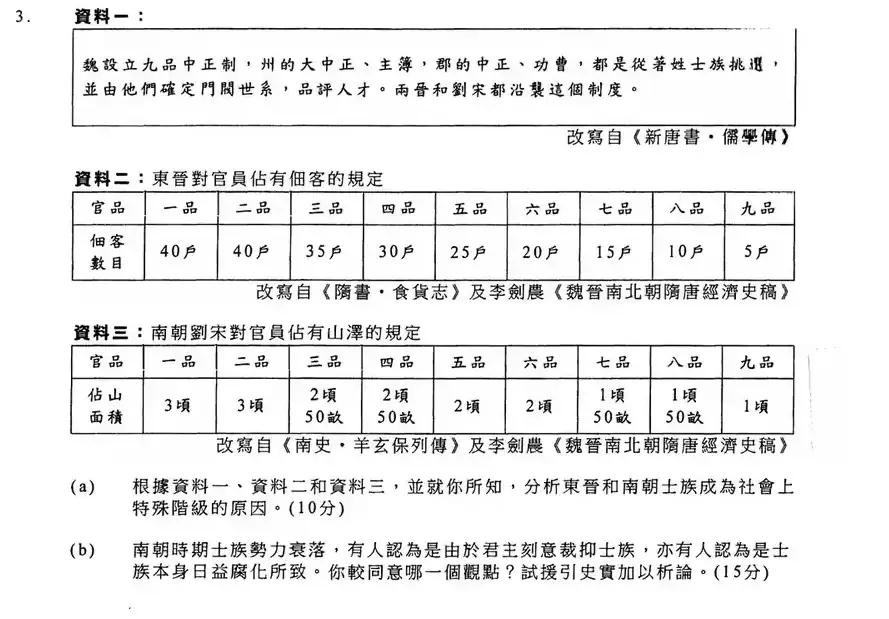 3. 資料一：
魏設立九品中正制，州的大中正、主簿，郡的中正、功曹，都是從著姓士族挑選，
並由他們確定門閥世系，品評人才。兩晉和劉宋都沿襲這個制度。
改寫自《新唐書・儒學傳》
資料二：東晉對官員佔有佃客的規定
官品 一品 二品 三品 四品 五品 六品 七品 八品 九品
佃客數目 40戶 40戶 35戶 30戶 25戶 20戶 15戶 10戶 5戶
改寫自《隋書・食貨志》及李劍農《魏晉南北朝隋唐經濟史稿》
資料三：南朝劉宋對官員佔有山澤的規定
官品 一品 二品 三品 四品 五品 六品 七品 八品 九品
佔山面積 3頃 3頃 2頃50畝 2頃50畝 2頃 2頃 1頃50畝 1頃50畝 1頃
改寫自《南史・羊玄保列傳》及李劍農《魏晉南北朝隋唐經濟史稿》
(a) 根據資料一、資料二和資料三，並就你所知，分析東晉和南朝士族成為社會上
特殊階級的原因。(10分)
(b) 南朝時期士族勢力衰落，有人認為是由於君主刻意裁抑士族，亦有人認為是士
族本身日益腐化所致。你較同意哪一個觀點？試援引史實加以析論。(15分)